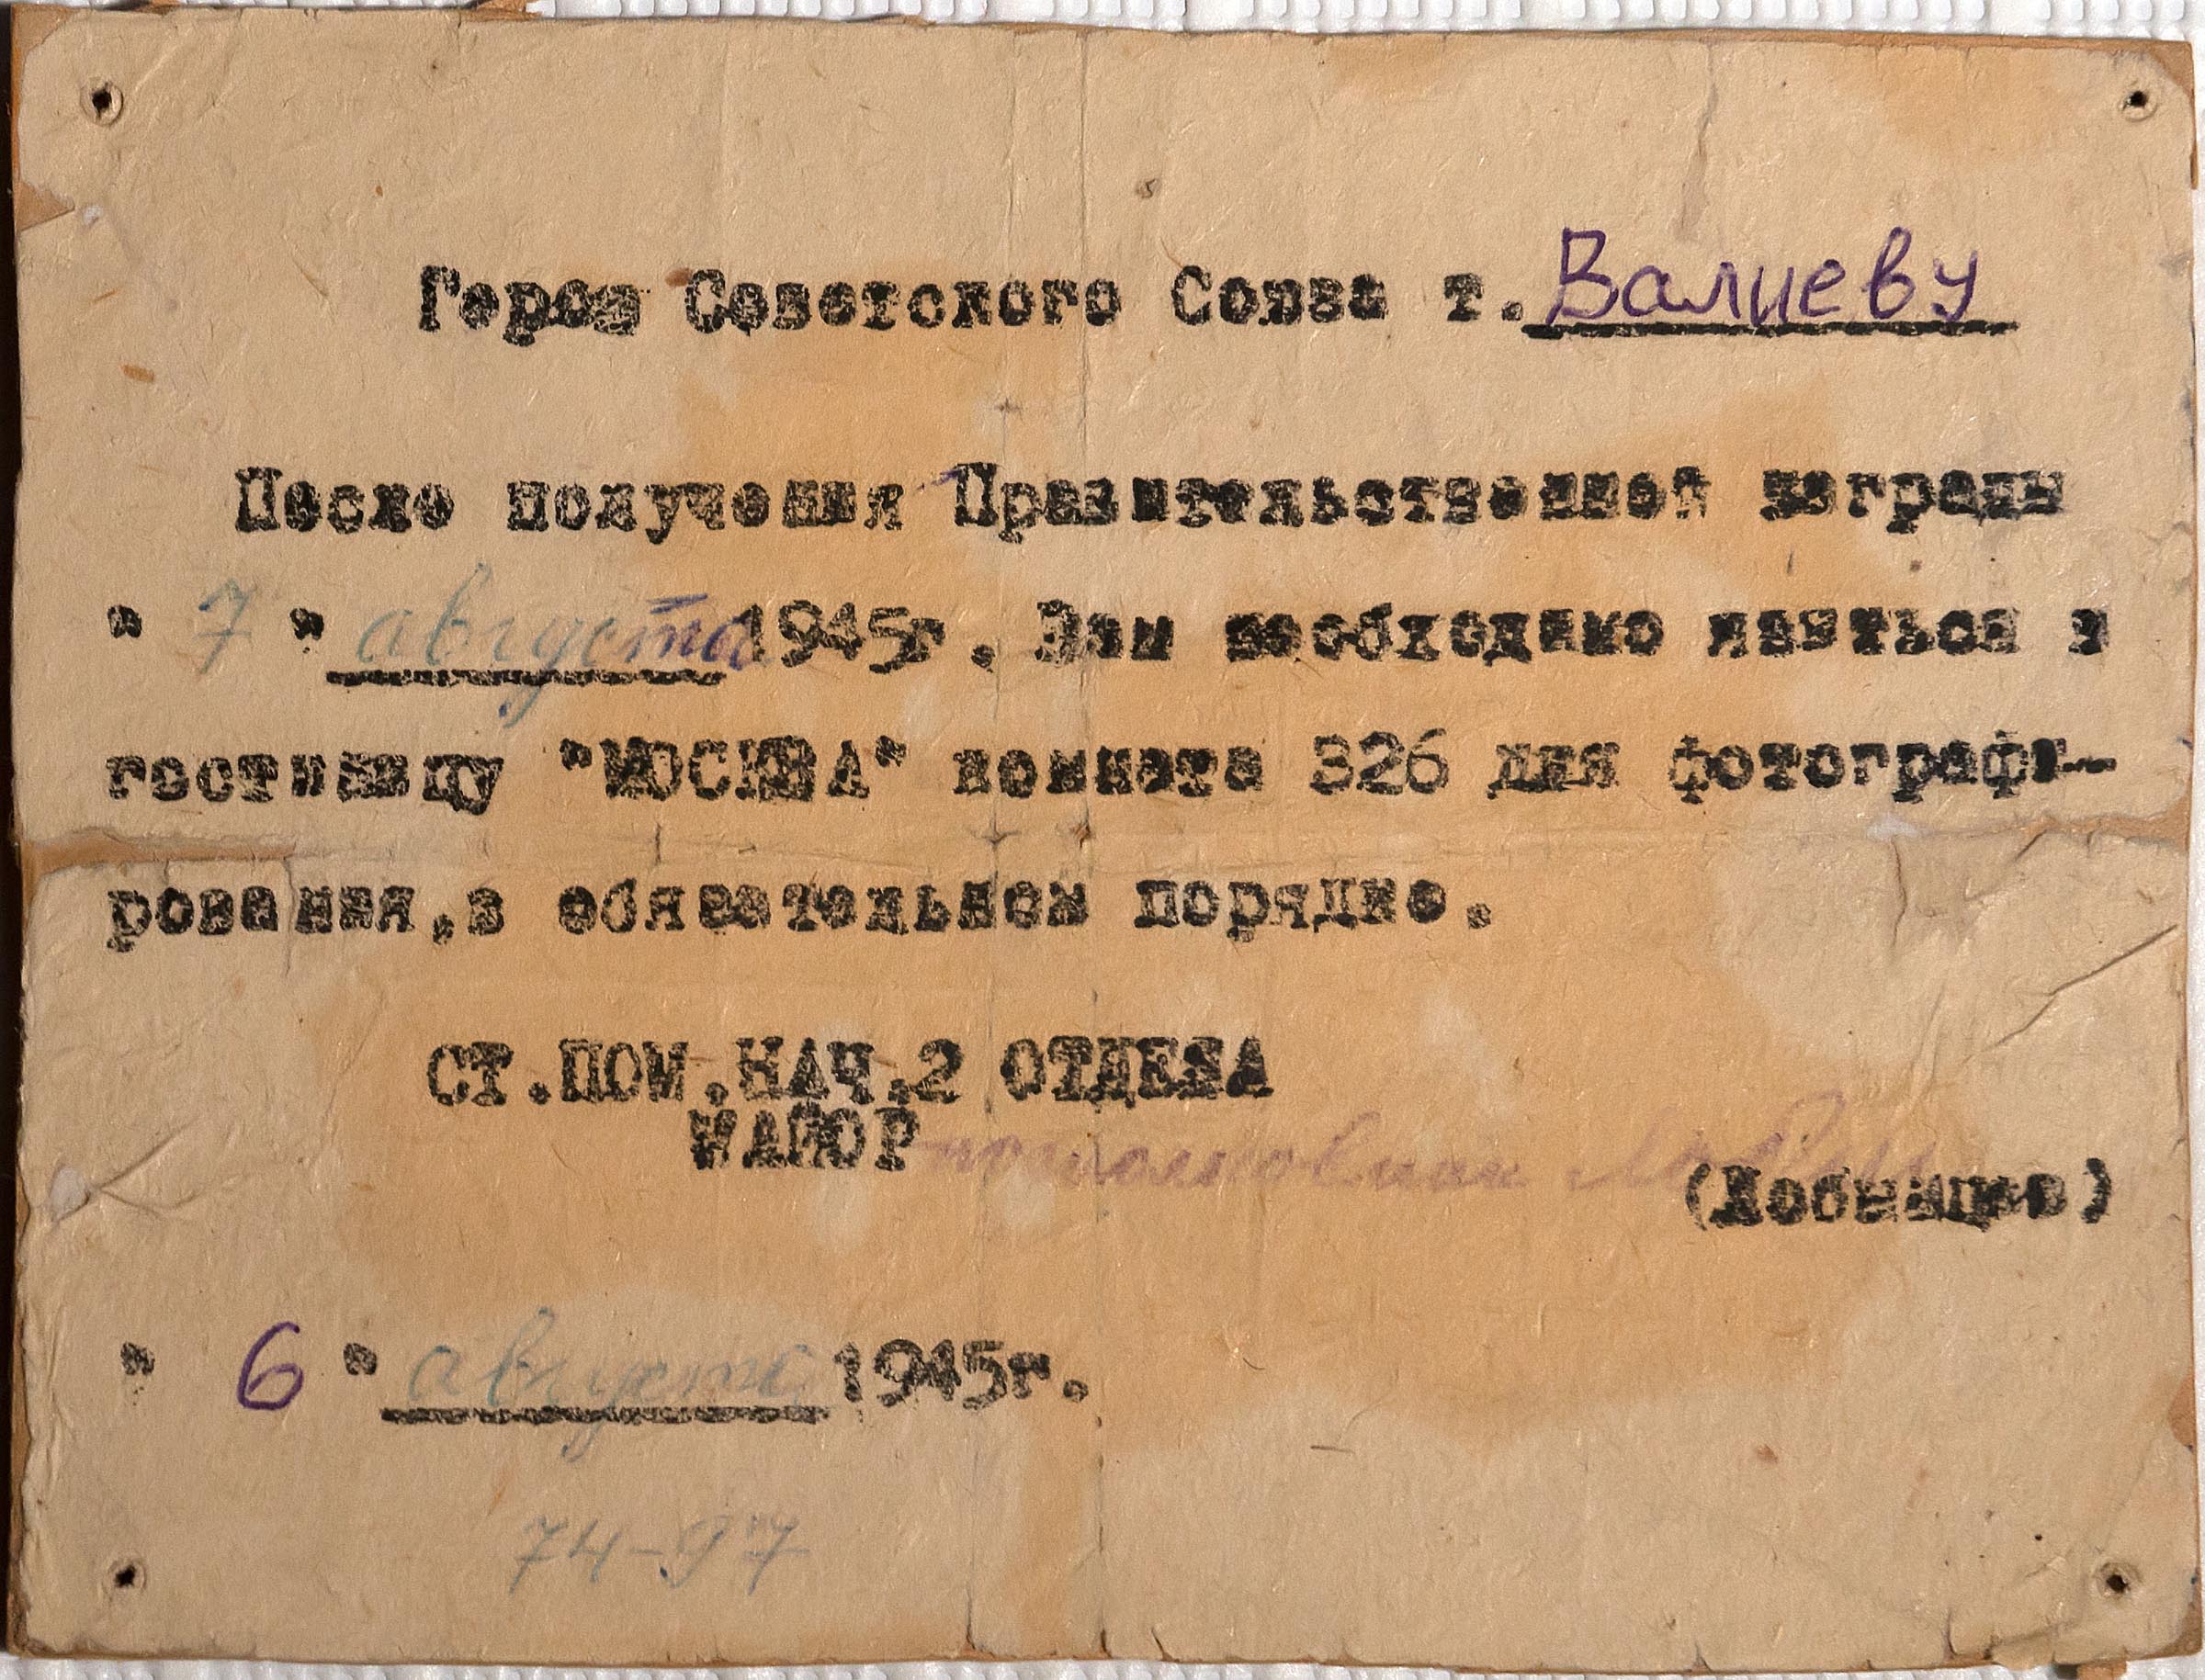 Герою Советского Союза т. Валиеву
После получения Правительственной награды
" 7 " августа 1945г. Вам необходимо явиться в
гостиницу "МОСКВА" комната 326 для фотографи-
рования, в обязательном порядке.
СТ.ПОМ.НАЧ.2 ОТДЕЛА
МАЙОР
" 6 " августа 1945г.
74-97